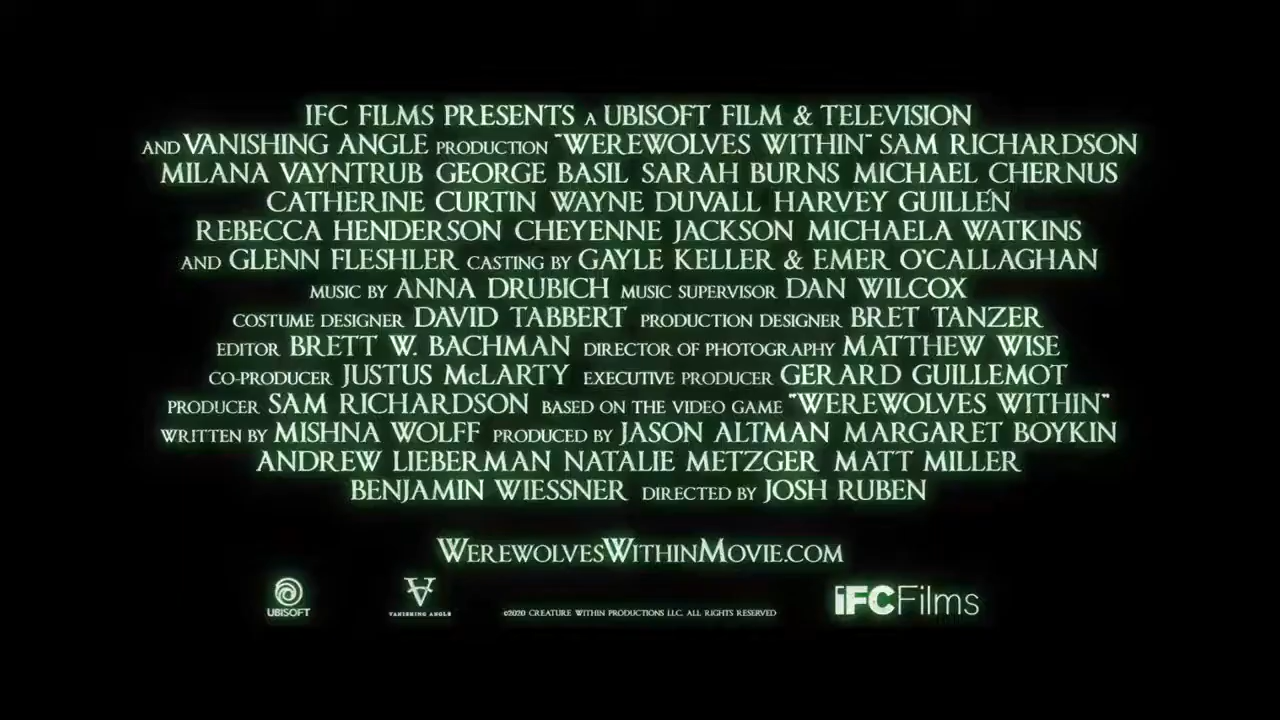 IFC FILMS PRESENTS A UBISOFT FILM & TELEVISION
AND VANISHING ANGLE PRODUCTION "WEREWOLVES WITHIN" SAM RICHARDSON
MILANA VAYNTRUB GEORGE BASIL SARAH BURNS MICHAEL CHERNUS
CATHERINE CURTIN WAYNE DUVALL HARVEY GUILLÉN
REBECCA HENDERSON CHEYENNE JACKSON MICHAELA WATKINS
AND GLENN FLESHLER CASTING BY GAYLE KELLER & EMER O'CALLAGHAN
MUSIC BY ANNA DRUBICH MUSIC SUPERVISOR DAN WILCOX
COSTUME DESIGNER DAVID TABBERT PRODUCTION DESIGNER BRET TANZER
EDITOR BRETT W. BACHMAN DIRECTOR OF PHOTOGRAPHY MATTHEW WISE
CO-PRODUCER JUSTUS McLARTY EXECUTIVE PRODUCER GERARD GUILLEMOT
PRODUCER SAM RICHARDSON BASED ON THE VIDEO GAME "WEREWOLVES WITHIN"
WRITTEN BY MISHNA WOLFF PRODUCED BY JASON ALTMAN MARGARET BOYKIN
ANDREW LIEBERMAN NATALIE METZGER MATT MILLER
BENJAMIN WIESSNER DIRECTED BY JOSH RUBEN
WEREWOLVESWITHINMOVIE.COM
UBISOFT
VANISHING ANGLE
©2020 CREATURE WITHIN PRODUCTIONS LLC. ALL RIGHTS RESERVED
IFC Films